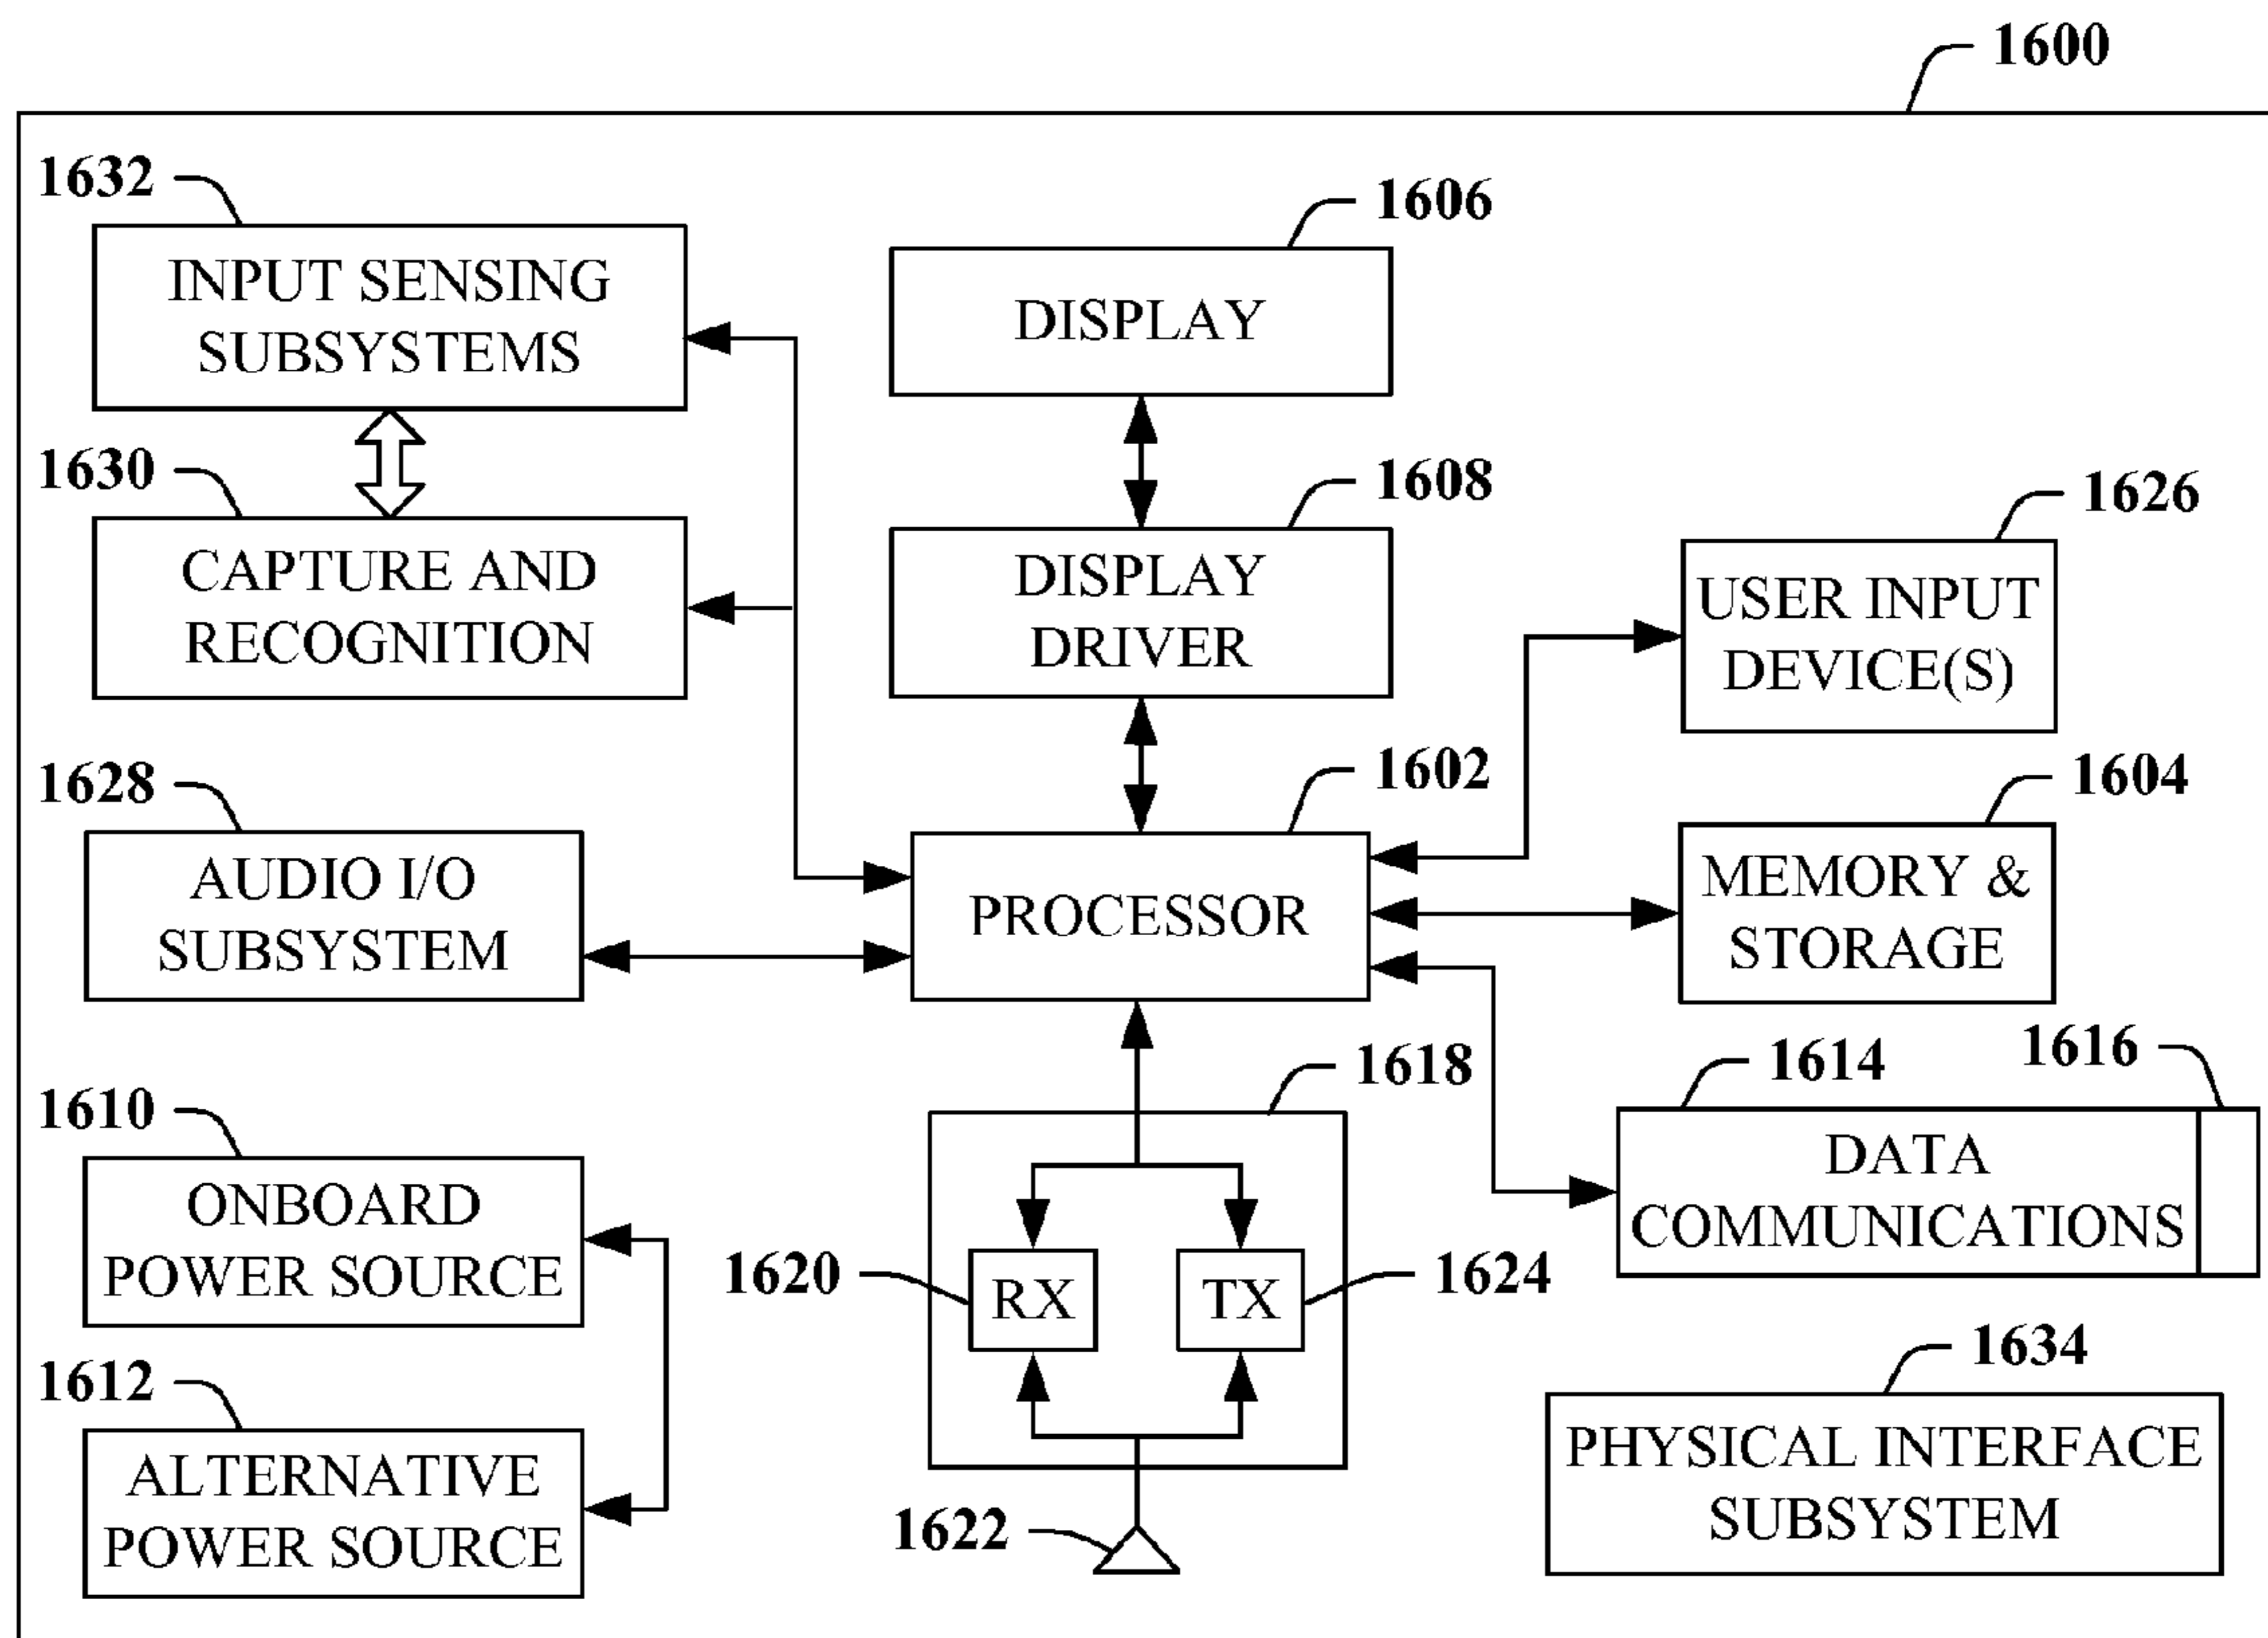 1600
1632
INPUT SENSING
SUBSYSTEMS
1606
DISPLAY
1630
CAPTURE AND
RECOGNITION
1608
DISPLAY
DRIVER
1626
USER INPUT
DEVICE(S)
1628
AUDIO I/O
SUBSYSTEM
1602
PROCESSOR
1604
MEMORY &
STORAGE
1610
ONBOARD
POWER SOURCE
1618
1620
RX
TX
1624
1614
1616
DATA
COMMUNICATIONS
1612
ALTERNATIVE
POWER SOURCE
1622
1634
PHYSICAL INTERFACE
SUBSYSTEM